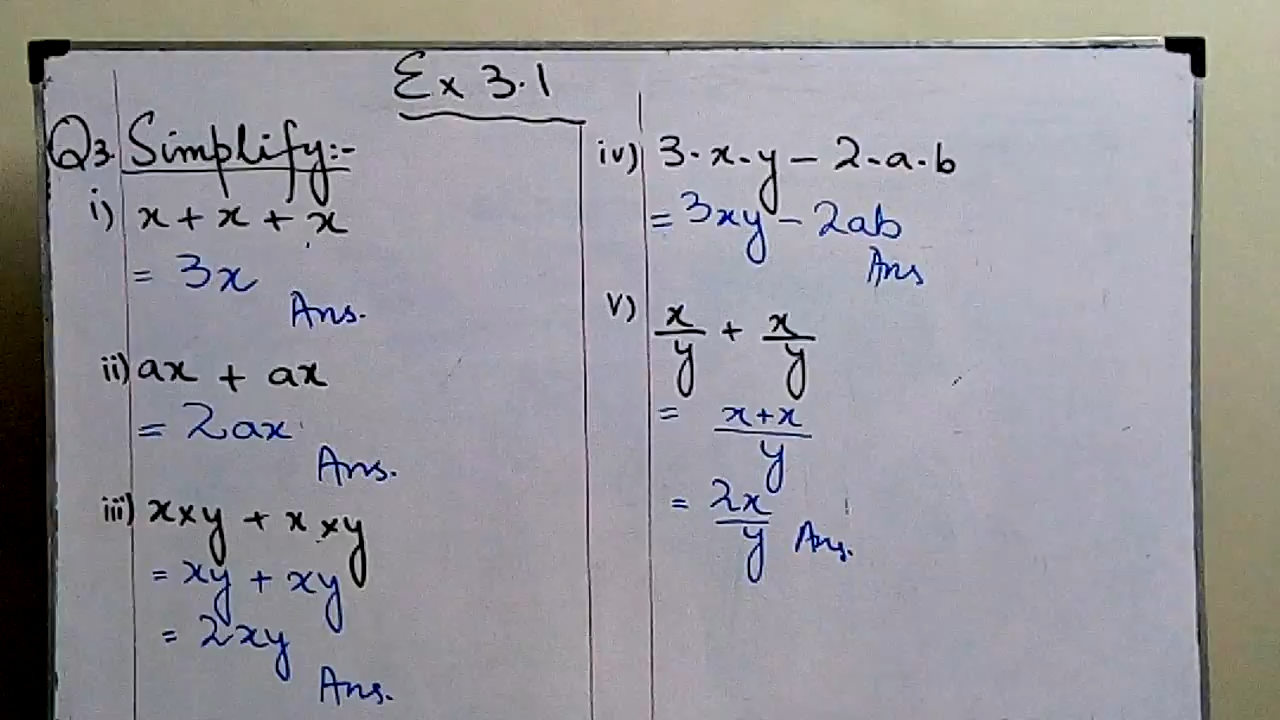 Ex 3.1
Q3. Simplify:-
i) x + x + x
= 3x
Ans.
ii) ax + ax
= 2ax
Ans.
iii) x×y + x×y
= xy + xy
= 2xy
Ans.
iv) 3·x·y – 2·a·b
= 3xy – 2ab
Ans
v) x/y + x/y
= x+x/y
= 2x/y Ans.